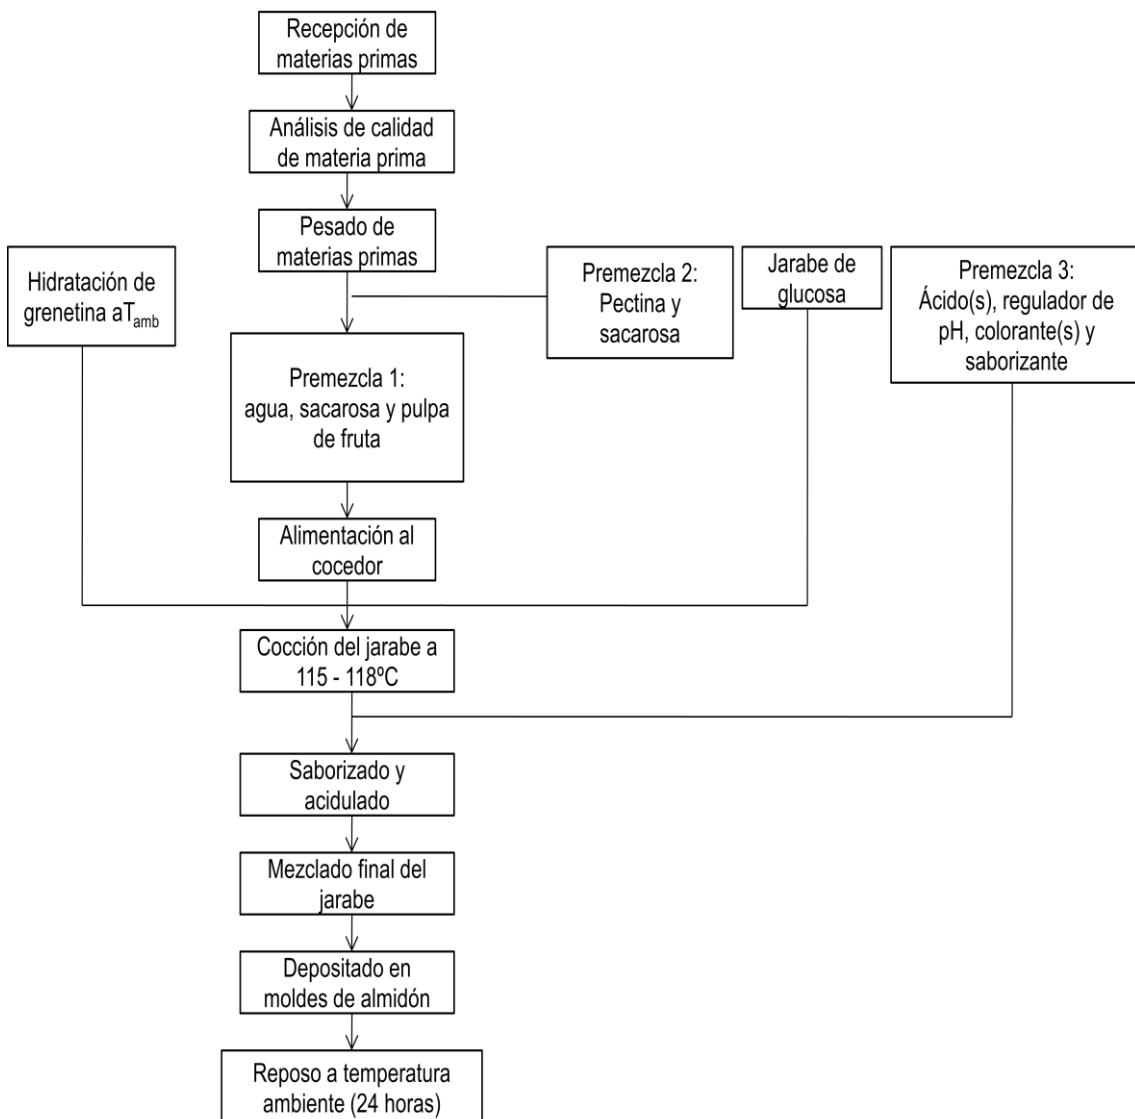 Recepción de
materias primas
Análisis de calidad
de materia prima
Pesado de
materias primas
Hidratación de
grenetina aTamb
Premezcla 2:
Pectina y
sacarosa
Jarabe de
glucosa
Premezcla 3:
Ácido(s), regulador de
pH, colorante(s) y
saborizante
Premezcla 1:
agua, sacarosa y pulpa
de fruta
Alimentación al
cocedor
Cocción del jarabe a
115 - 118ºC
Saborizado y
acidulado
Mezclado final del
jarabe
Depositado en
moldes de almidón
Reposo a temperatura
ambiente (24 horas)